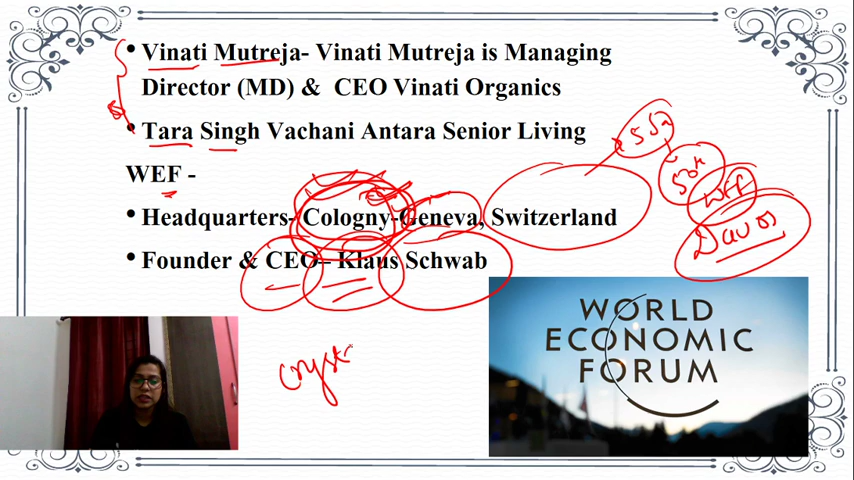 • Vinati Mutreja- Vinati Mutreja is Managing
Director (MD) & CEO Vinati Organics
• Tara Singh Vachani Antara Senior Living
WEF -
• Headquarters- Cologny-Geneva, Switzerland
• Founder & CEO– Klaus Schwab
50th
WEF
Davos
WORLD
ECONOMIC
FORUM
Cryst